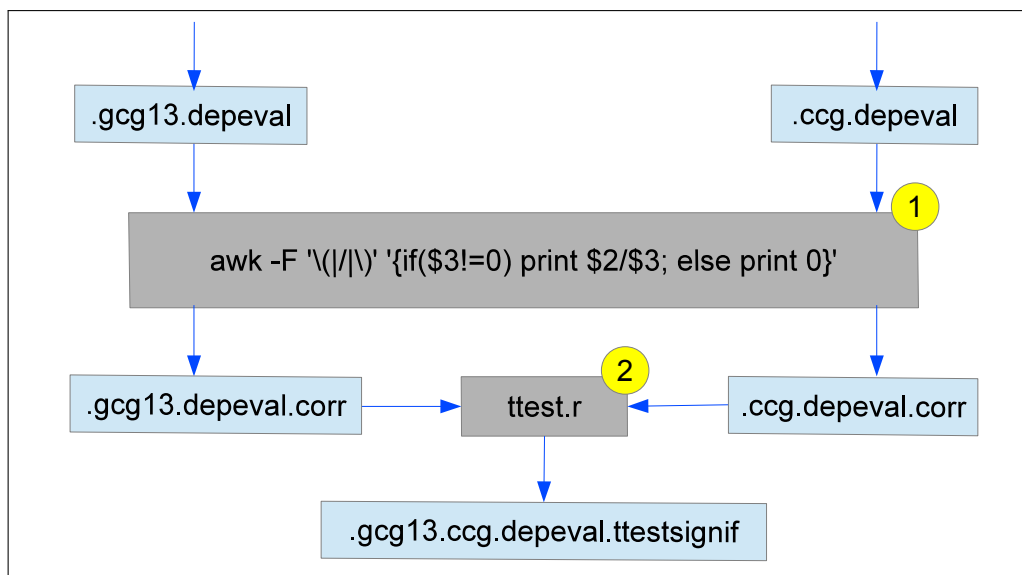 .gcg13.depeval
.ccg.depeval
1
awk -F '\(|/|\)' '{if($3!=0) print $2/$3; else print 0}'
2
.gcg13.depeval.corr
ttest.r
.ccg.depeval.corr
.gcg13.ccg.depeval.ttestsignif